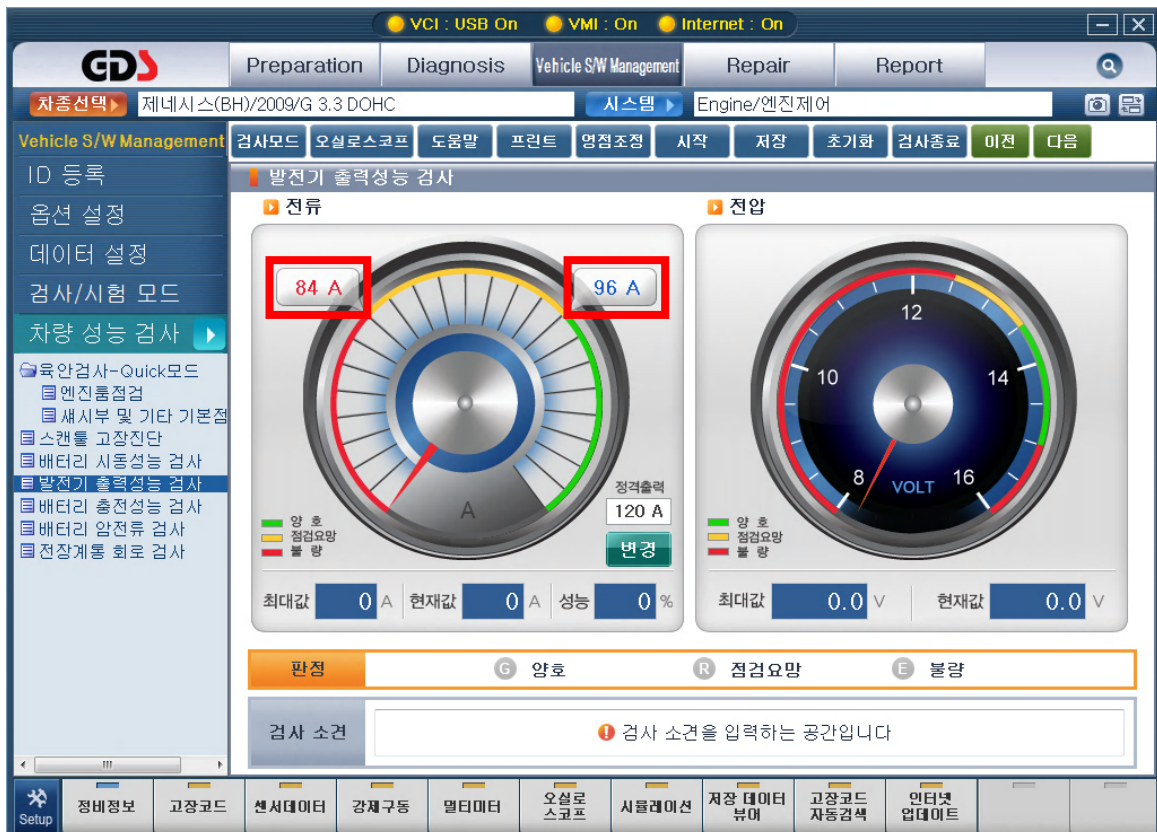 VCI : USB On VMI : On Internet : On
GDS Preparation Diagnosis Vehicle S/W Management Repair Report
차종선택 제네시스(BH)/2009/G 3.3 DOHC 시스템 Engine/엔진제어
Vehicle S/W Management 검사모드 오실로스코프 도움말 프린트 영점조정 시작 저장 초기화 검사종료 이전 다음
ID 등록
옵션 설정
데이터 설정
검사/시험 모드
차량 성능 검사
육안검사-Quick모드
엔진룸점검
섀시부 및 기타 기본점
스캔툴 고장진단
배터리 시동성능 검사
발전기 출력성능 검사
배터리 충전성능 검사
배터리 암전류 검사
전장계통 회로 검사
발전기 출력성능 검사
전류
84 A
96 A
A
정격출력
120 A
변경
양 호
점검요망
불 량
최대값 0 A 현재값 0 A 성능 0 %
전압
8
10
12
14
16
VOLT
양 호
점검요망
불 량
최대값 0.0 V 현재값 0.0 V
판정 G 양호 R 점검요망 E 불량
검사 소견 검사 소견을 입력하는 공간입니다
Setup 정비정보 고장코드 센서데이터 강제구동 멀티미터 오실로 스코프 시뮬레이션 저장 데이터 뷰어 고장코드 자동검색 인터넷 업데이트